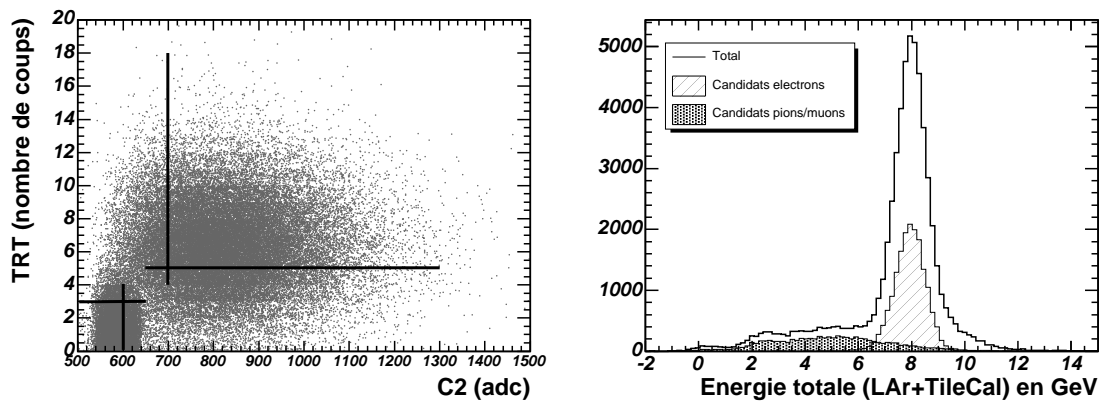 TRT (nombre de coups)
20
18
16
14
12
10
8
6
4
2
0
500 600 700 800 900 1000 1100 1200 1300 1400 1500
C2 (adc)
5000
4000
3000
2000
1000
0
Total
Candidats electrons
Candidats pions/muons
-2 0 2 4 6 8 10 12 14
Energie totale (LAr+TileCal) en GeV